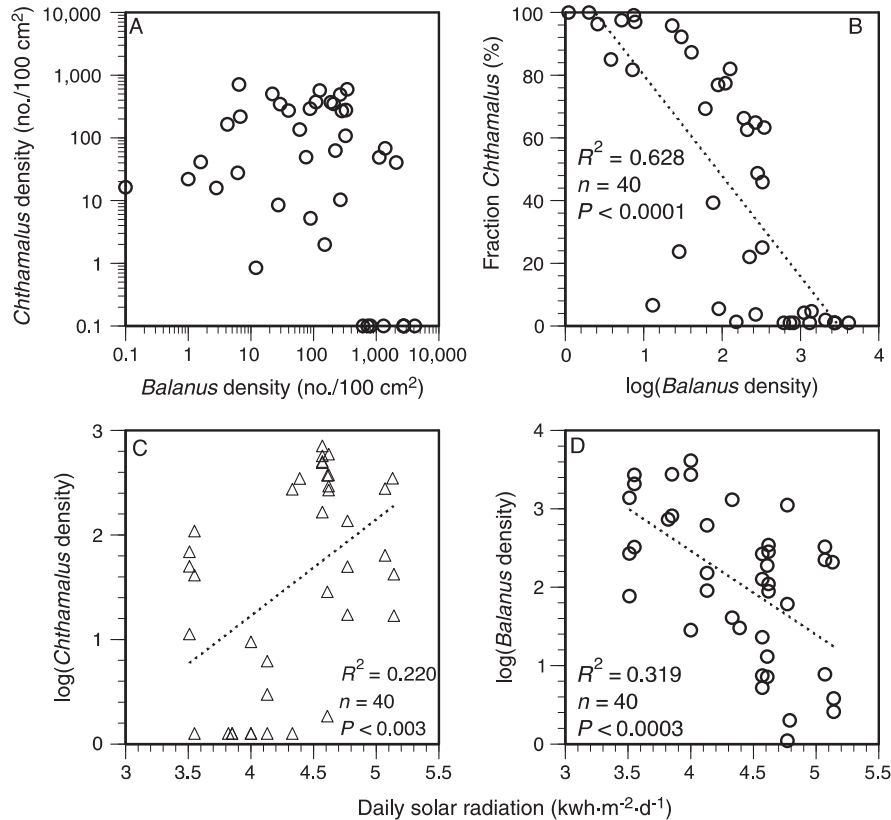 A
Chthamalus density (no./100 cm²)
10,000
1,000
100
10
1
0.1
0.1 1 10 100 1,000 10,000
Balanus density (no./100 cm²)
B
Fraction Chthamalus (%)
100
80
60
40
20
0
R² = 0.628
n = 40
P < 0.0001
0 1 2 3 4
log(Balanus density)
C
log(Chthamalus density)
3
2
1
0
R² = 0.220
n = 40
P < 0.003
3 3.5 4 4.5 5 5.5
D
log(Balanus density)
4
3
2
1
0
R² = 0.319
n = 40
P < 0.0003
3 3.5 4 4.5 5 5.5
Daily solar radiation (kwh·m⁻²·d⁻¹)